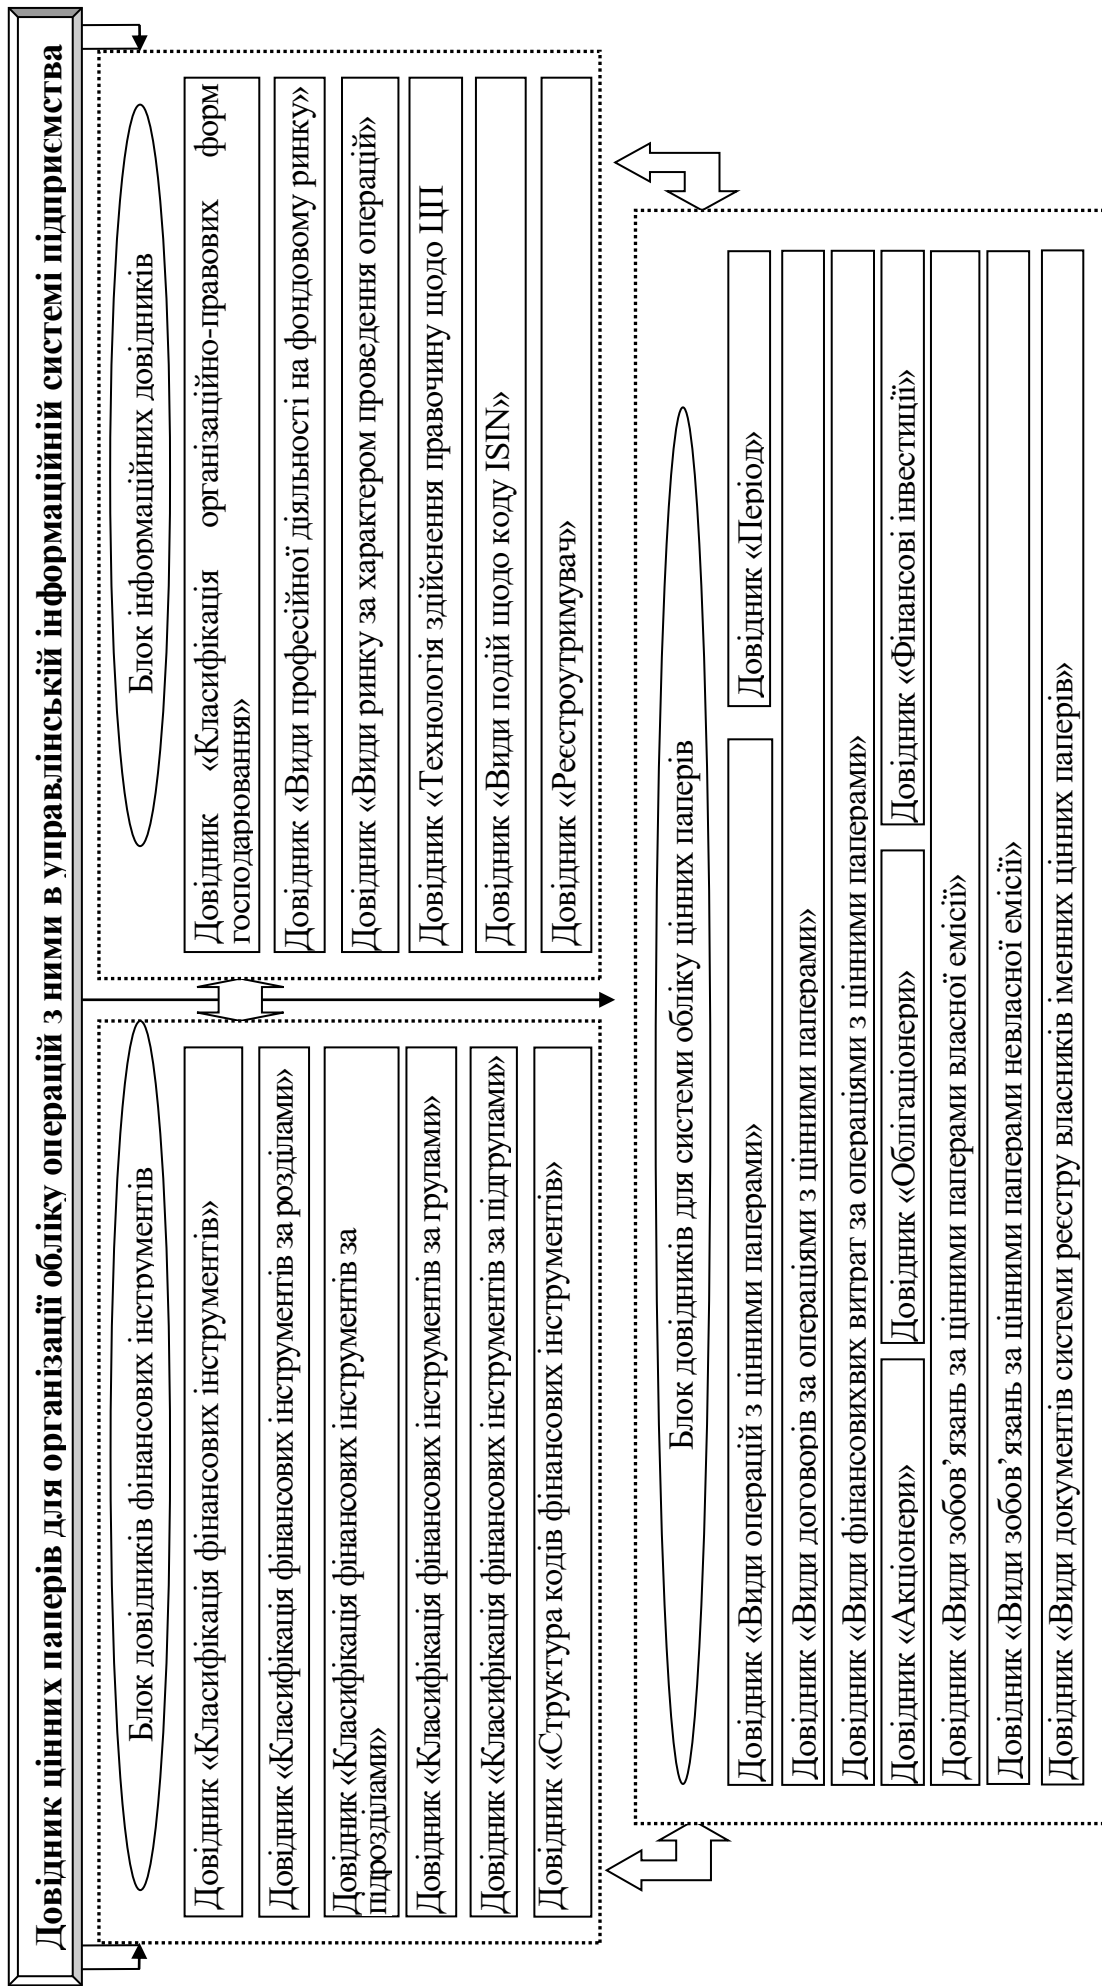 Довідник цінних паперів для організації обліку операцій з ними в управлінській інформаційній системі підприємства
Блок довідників фінансових інструментів
Довідник «Класифікація фінансових інструментів»
Довідник «Класифікація фінансових інструментів за розділами»
Довідник «Класифікація фінансових інструментів за
підрозділами»
Довідник «Класифікація фінансових інструментів за групами»
Довідник «Класифікація фінансових інструментів за підгрупами»
Довідник «Структура кодів фінансових інструментів»
Блок інформаційних довідників
Довідник «Класифікація організаційно-правових форм
господарювання»
Довідник «Види професійної діяльності на фондовому ринку»
Довідник «Види ринку за характером проведення операцій»
Довідник «Технологія здійснення правочину щодо ЦП
Довідник «Види подій щодо коду ISIN»
Довідник «Реєстроутримувач»
Блок довідників для системи обліку цінних паперів
Довідник «Види операцій з цінними паперами»
Довідник «Період»
Довідник «Види договорів за операціями з цінними паперами»
Довідник «Види фінансовихвих витрат за операціями з цінними паперами»
Довідник «Акціонери»
Довідник «Облігаціонери»
Довідник «Фінансові інвестиції»
Довідник «Види зобов’язань за цінними паперами власної емісії»
Довідник «Види зобов’язань за цінними паперами невласної емісії»
Довідник «Види документів системи реєстру власників іменних цінних паперів»